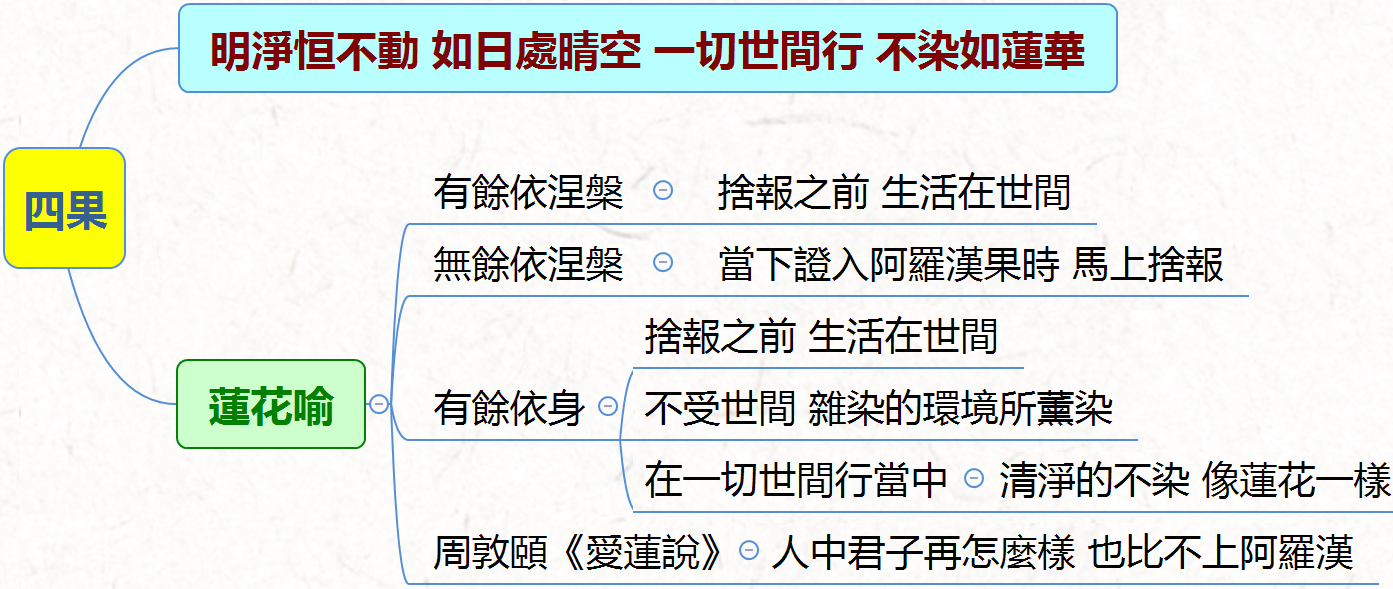 明淨恒不動 如日處晴空 一切世間行 不染如蓮華
四果
有餘依涅槃 捨報之前 生活在世間
無餘依涅槃 當下證入阿羅漢果時 馬上捨報
捨報之前 生活在世間
蓮花喻
有餘依身 不受世間 雜染的環境所薰染
在一切世間行當中 清淨的不染 像蓮花一樣
周敦頤《愛蓮說》 人中君子再怎麼樣 也比不上阿羅漢